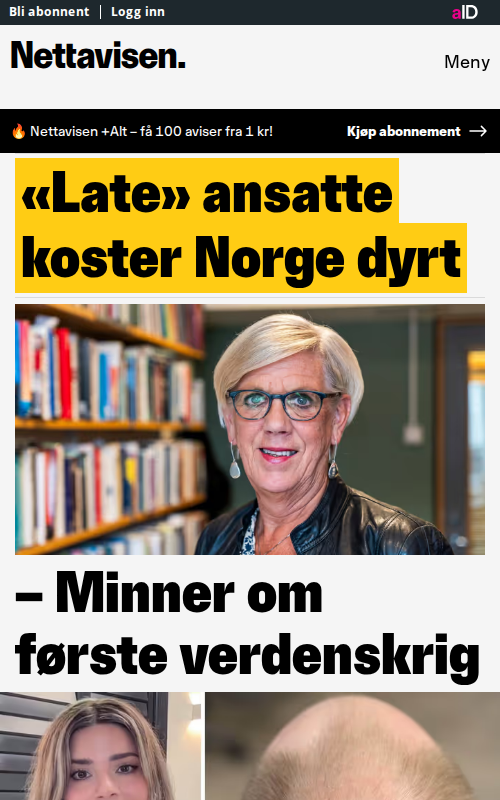 Bli abonnent | Logg inn
aID
Nettavisen.
Meny
🔥 Nettavisen +Alt – få 100 aviser fra 1 kr!
Kjøp abonnement →
«Late» ansatte
koster Norge dyrt
– Minner om
første verdenskrig